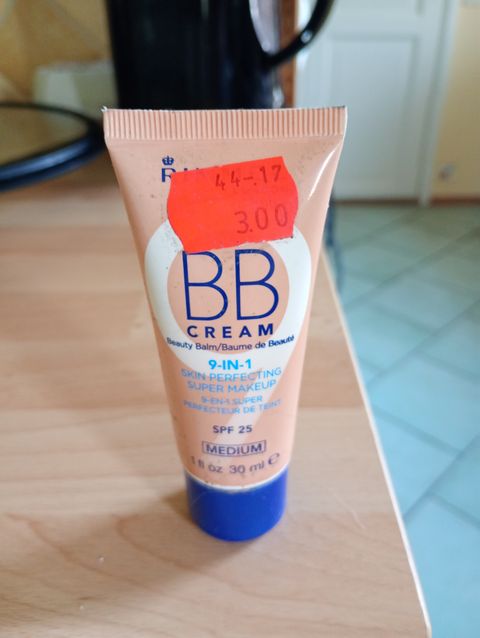 44-.17
3.00
BB
CREAM
Beauty Balm/Baume de Beauté
9-IN-1
SKIN PERFECTING
SUPER MAKEUP
9-EN-1 SUPER
PERFECTEUR DE TEINT
SPF 25
MEDIUM
1 fl oz 30 ml e